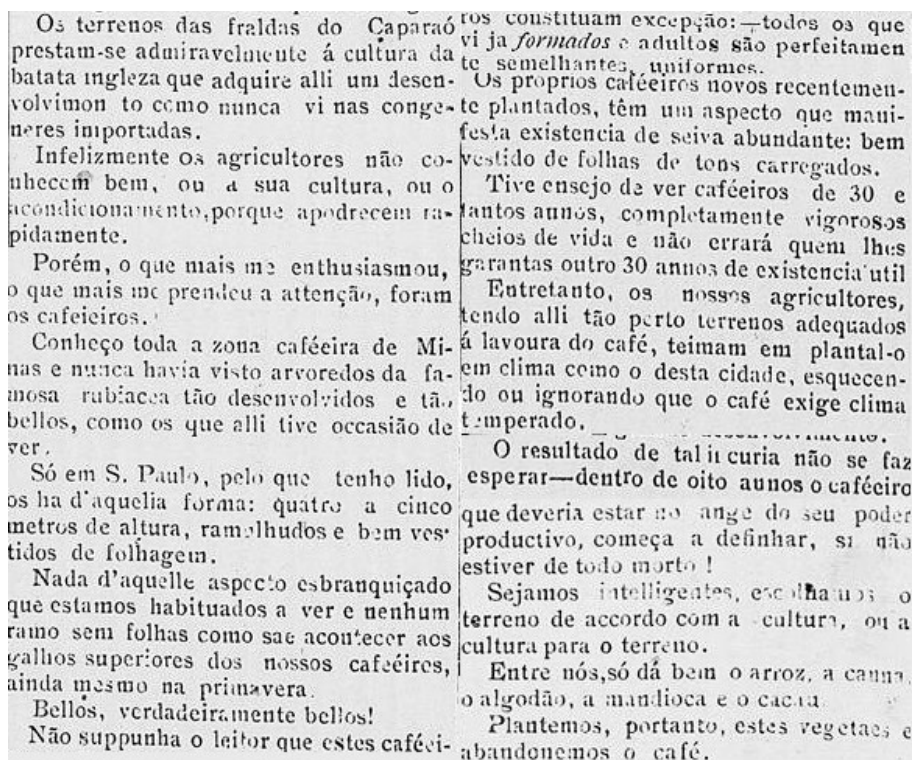 Os terrenos das fraldas do Caparaó
prestam-se admiravelmente á cultura da
batata ingleza que adquire alli um desen-
volvimon to como nunca vi nas conge-
neres importadas.
Infelizmente os agricultores não co-
nhecem bem, ou a sua cultura, ou o
acondicionamento,porque apodrecem ra-
pidamente.
Porém, o que mais me enthusiasmou,
o que mais me prendeu a attenção, foram
os cafeieiros.
Conheço toda a zona caféeira de Mi-
nas e nunca havia visto arvoredos da fa-
mosa rubiacea tão desenvolvidos e tão
bellos, como os que alli tive occasião de
ver.
Só em S. Paulo, pelo que tenho lido,
os ha d'aquella forma: quatro a cinco
metros de altura, ramalhudos e bem ves-
tidos de folhagem.
Nada d'aquelle aspecto esbranquiçado
que estamos habituados a ver e nenhum
ramo sem folhas como sae acontecer aos
galhos superiores dos nossos caféeires,
ainda mesmo na primavera.
Bellos, verdadeiramente bellos!
Não suppunha o leitor que estes caféei-
ros constituam excepção:—todos os que
vi ja formados e adultos são perfeitamen
te semelhantes, uniformes.
Os proprios caféeiros novos recentemen-
te plantados, têm um aspecto que mani-
festa existencia de seiva abundante: bem
vestido de folhas de tons carregados.
Tive ensejo de ver caféeiros de 30 e
tantos annos, completamente vigorosos
cheios de vida e não errará quem lhes
garantas outro 30 annos de existencia util
Entretanto, os nossos agricultores,
tendo alli tão perto terrenos adequados
á lavoura do café, teimam em plantal-o
em clima como o desta cidade, esquecen-
do ou ignorando que o café exige clima
temperado.
O resultado de tal incuria não se faz
esperar—dentro de oito annos o caféeiro
que deveria estar no auge do seu poder
productivo, começa a definhar, si não
estiver de todo morto !
Sejamos intelligentes, escolhamos o
terreno de accordo com a cultura, ou a
cultura para o terreno.
Entre nós,só dá bem o arroz, a canna,
o algodão, a mandioca e o cacau.
Plantemos, portanto, estes vegetaes e
abandonemos o café.